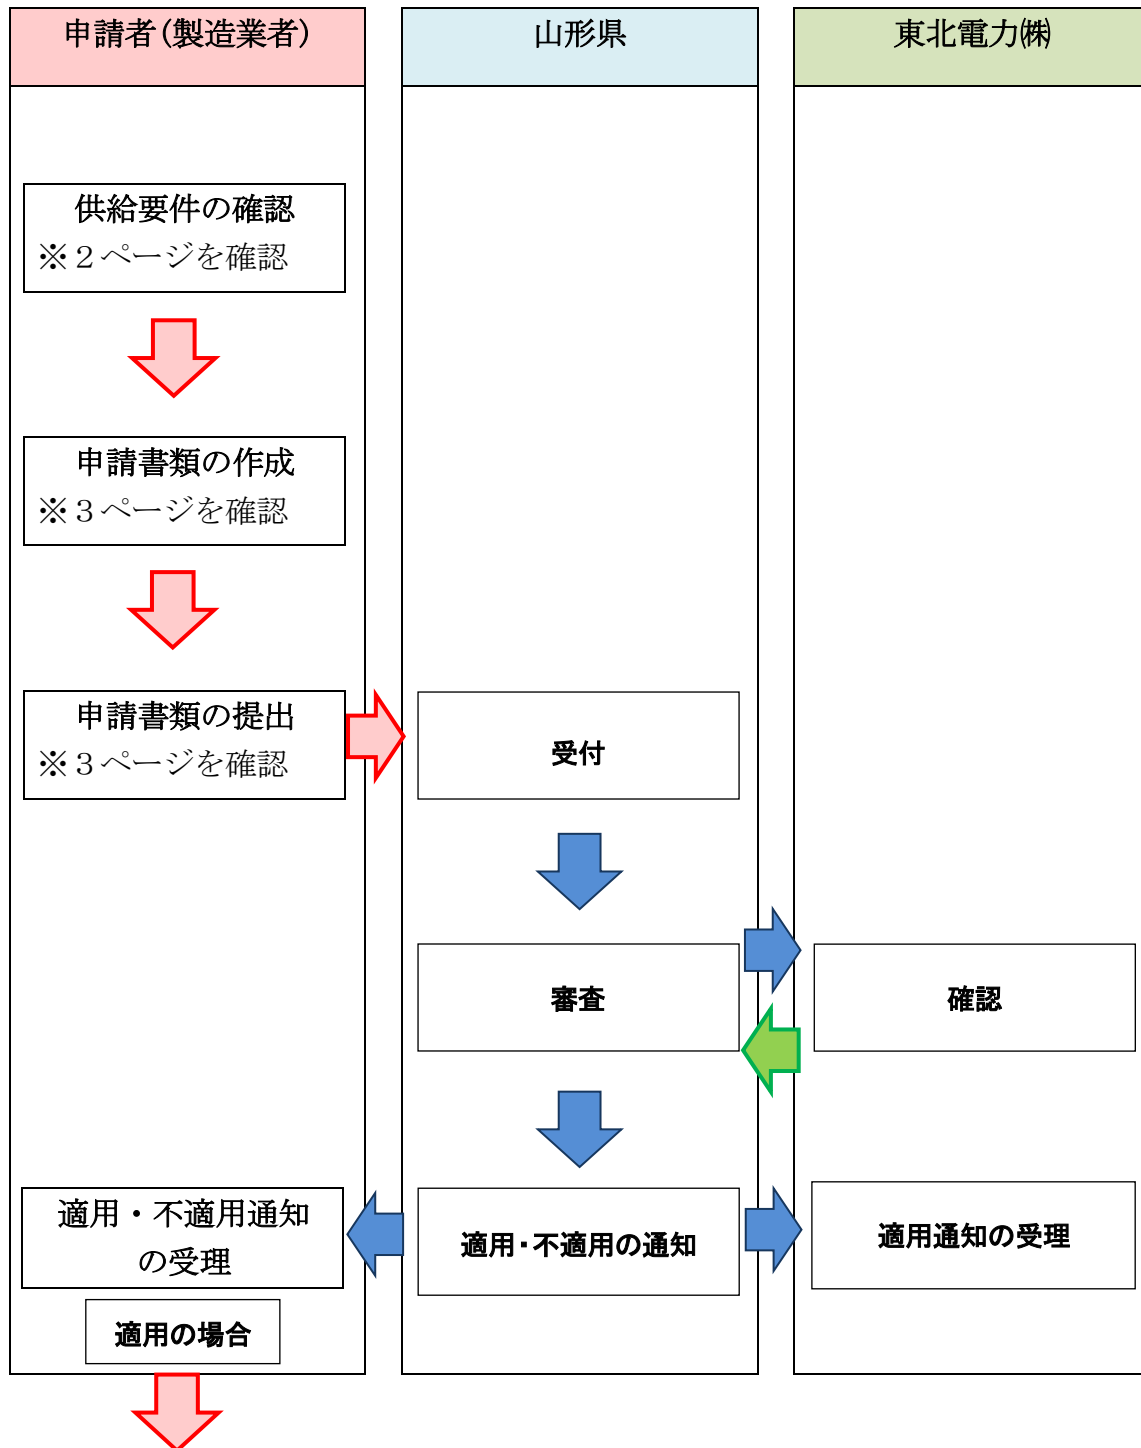 申請者(製造業者)
山形県
東北電力㈱
供給要件の確認
※２ページを確認
申請書類の作成
※３ページを確認
申請書類の提出
※３ページを確認
受付
審査
確認
適用・不適用通知
の受理
適用・不適用の通知
適用通知の受理
適用の場合